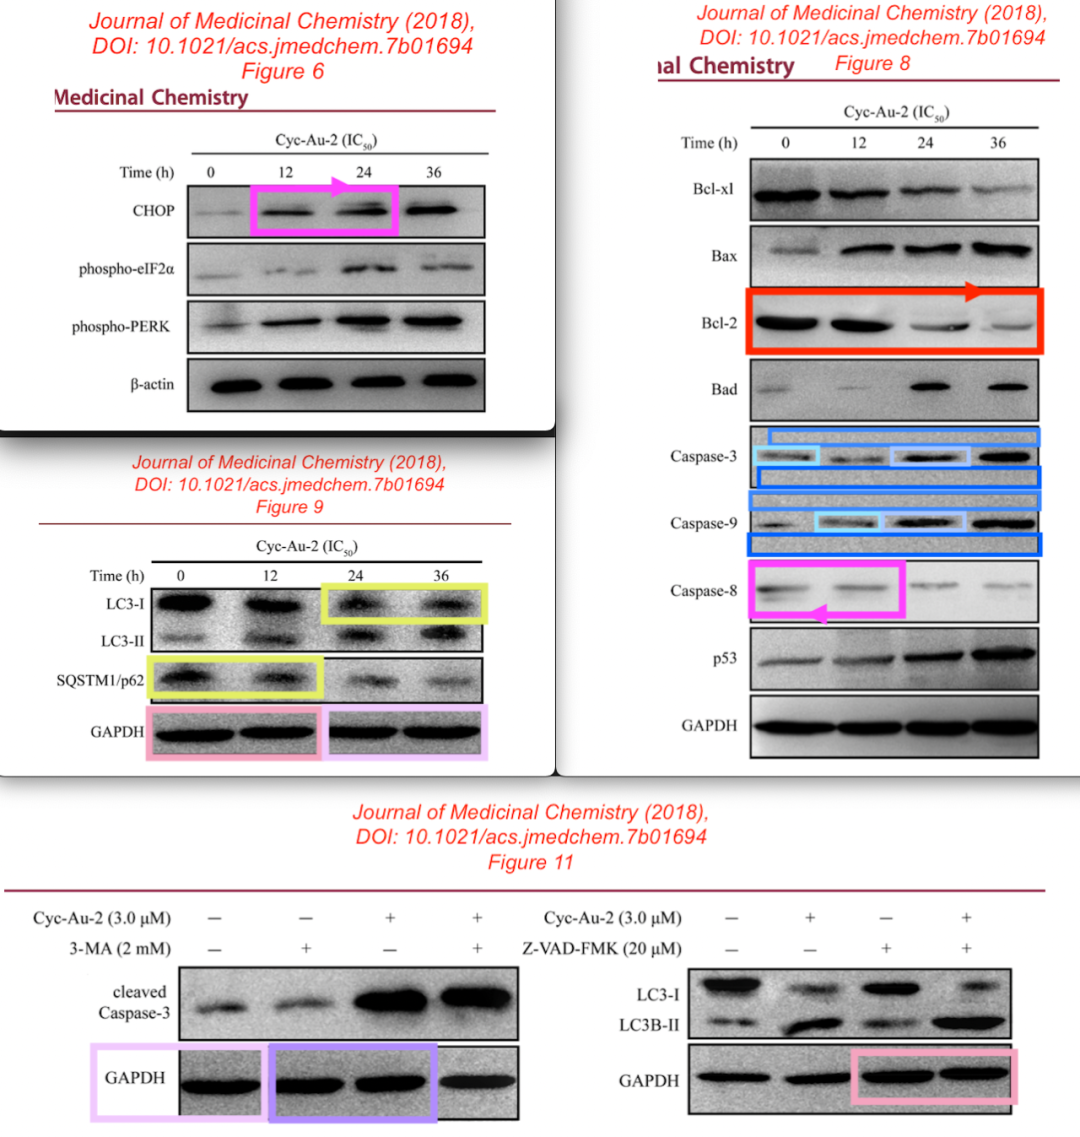 Journal of Medicinal Chemistry (2018),
DOI: 10.1021/acs.jmedchem.7b01694
Figure 6
Medicinal Chemistry
Cyc-Au-2 (IC50)
Time (h) 0 12 24 36
CHOP
phospho-eIF2α
phospho-PERK
β-actin
Journal of Medicinal Chemistry (2018),
DOI: 10.1021/acs.jmedchem.7b01694
Figure 8
al Chemistry
Cyc-Au-2 (IC50)
Time (h) 0 12 24 36
Bcl-xl
Bax
Bcl-2
Bad
Caspase-3
Caspase-9
Caspase-8
p53
GAPDH
Journal of Medicinal Chemistry (2018),
DOI: 10.1021/acs.jmedchem.7b01694
Figure 9
Cyc-Au-2 (IC50)
Time (h) 0 12 24 36
LC3-I
LC3-II
SQSTM1/p62
GAPDH
Journal of Medicinal Chemistry (2018),
DOI: 10.1021/acs.jmedchem.7b01694
Figure 11
Cyc-Au-2 (3.0 μM) — — + +
3-MA (2 mM) — + — +
cleaved
Caspase-3
GAPDH
Cyc-Au-2 (3.0 μM) — + — +
Z-VAD-FMK (20 μM) — — + +
LC3-I
LC3B-II
GAPDH